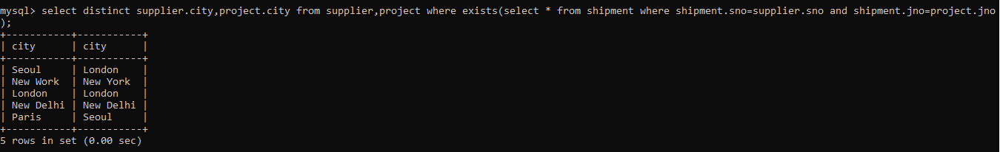 mysql> select distinct supplier.city,project.city from supplier,project where exists(select * from shipment where shipment.sno=supplier.sno and shipment.jno=project.jno
);
+-----------+-----------+
| city      | city      |
+-----------+-----------+
| Seoul     | London    |
| New Work  | New York  |
| London    | London    |
| New Delhi | New Delhi |
| Paris     | Seoul     |
+-----------+-----------+
5 rows in set (0.00 sec)